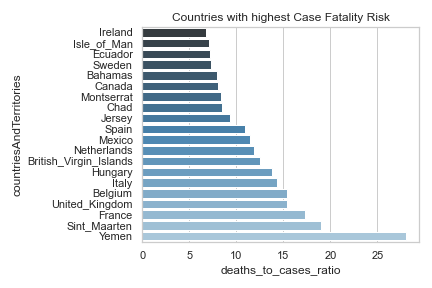 Countries with highest Case Fatality Risk
countriesAndTerritories
Ireland
Isle_of_Man
Ecuador
Sweden
Bahamas
Canada
Montserrat
Chad
Jersey
Spain
Mexico
Netherlands
British_Virgin_Islands
Hungary
Italy
Belgium
United_Kingdom
France
Sint_Maarten
Yemen
0 5 10 15 20 25
deaths_to_cases_ratio